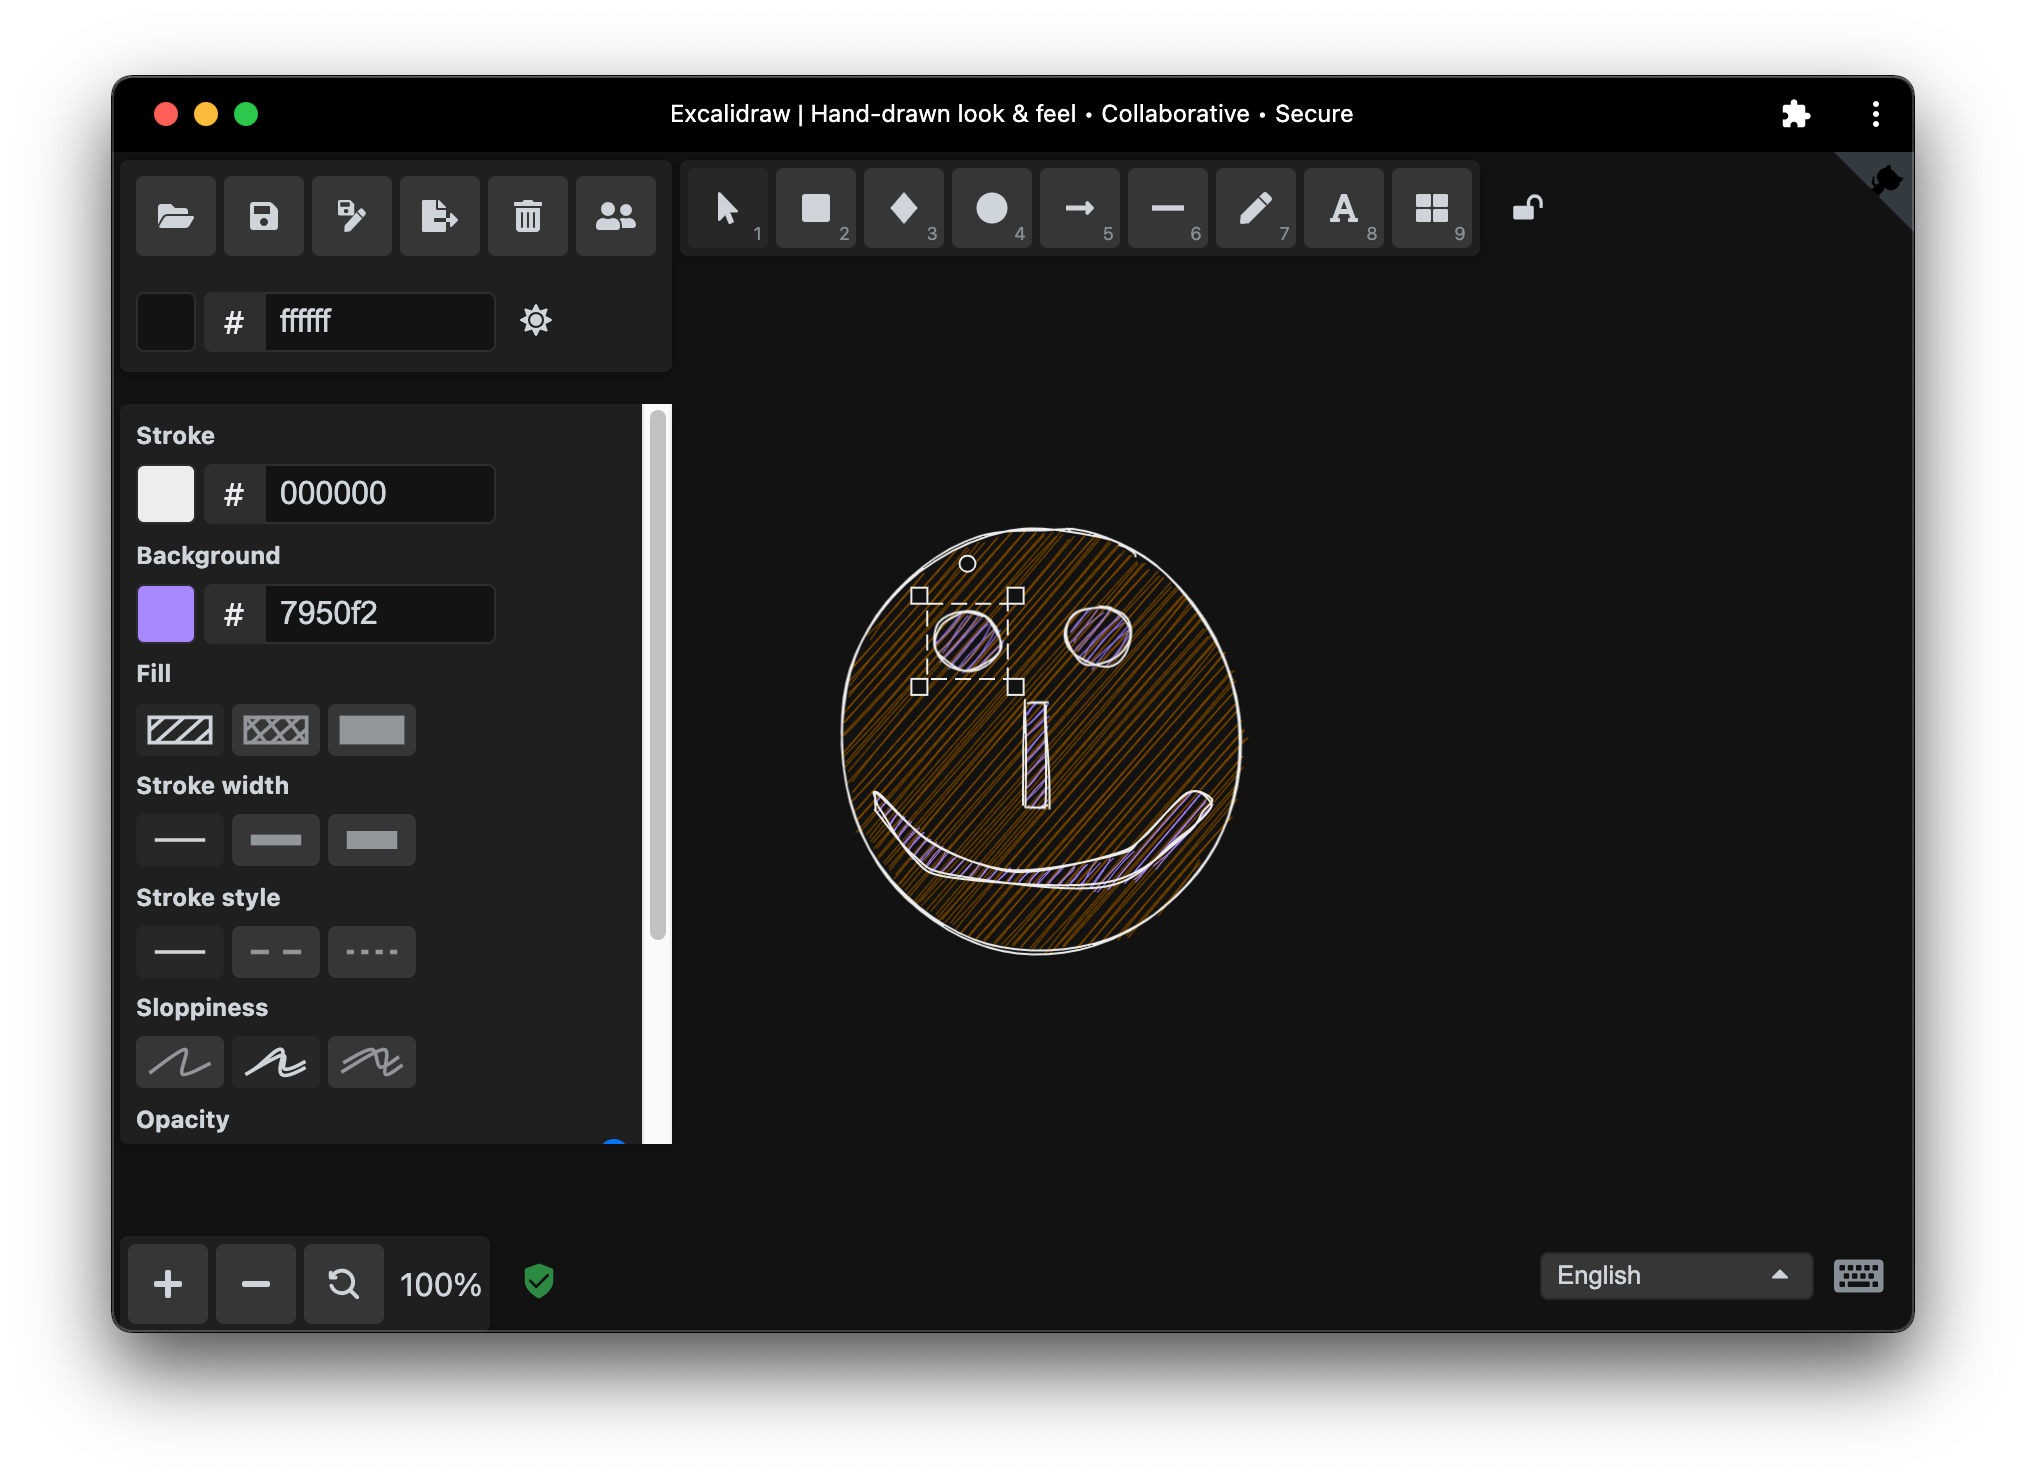 Excalidraw | Hand-drawn look & feel • Collaborative • Secure
1 2 3 4 5 6 7 8 9
A
# ffffff
Stroke
# 000000
Background
# 7950f2
Fill
Stroke width
Stroke style
Sloppiness
Opacity
100%
English